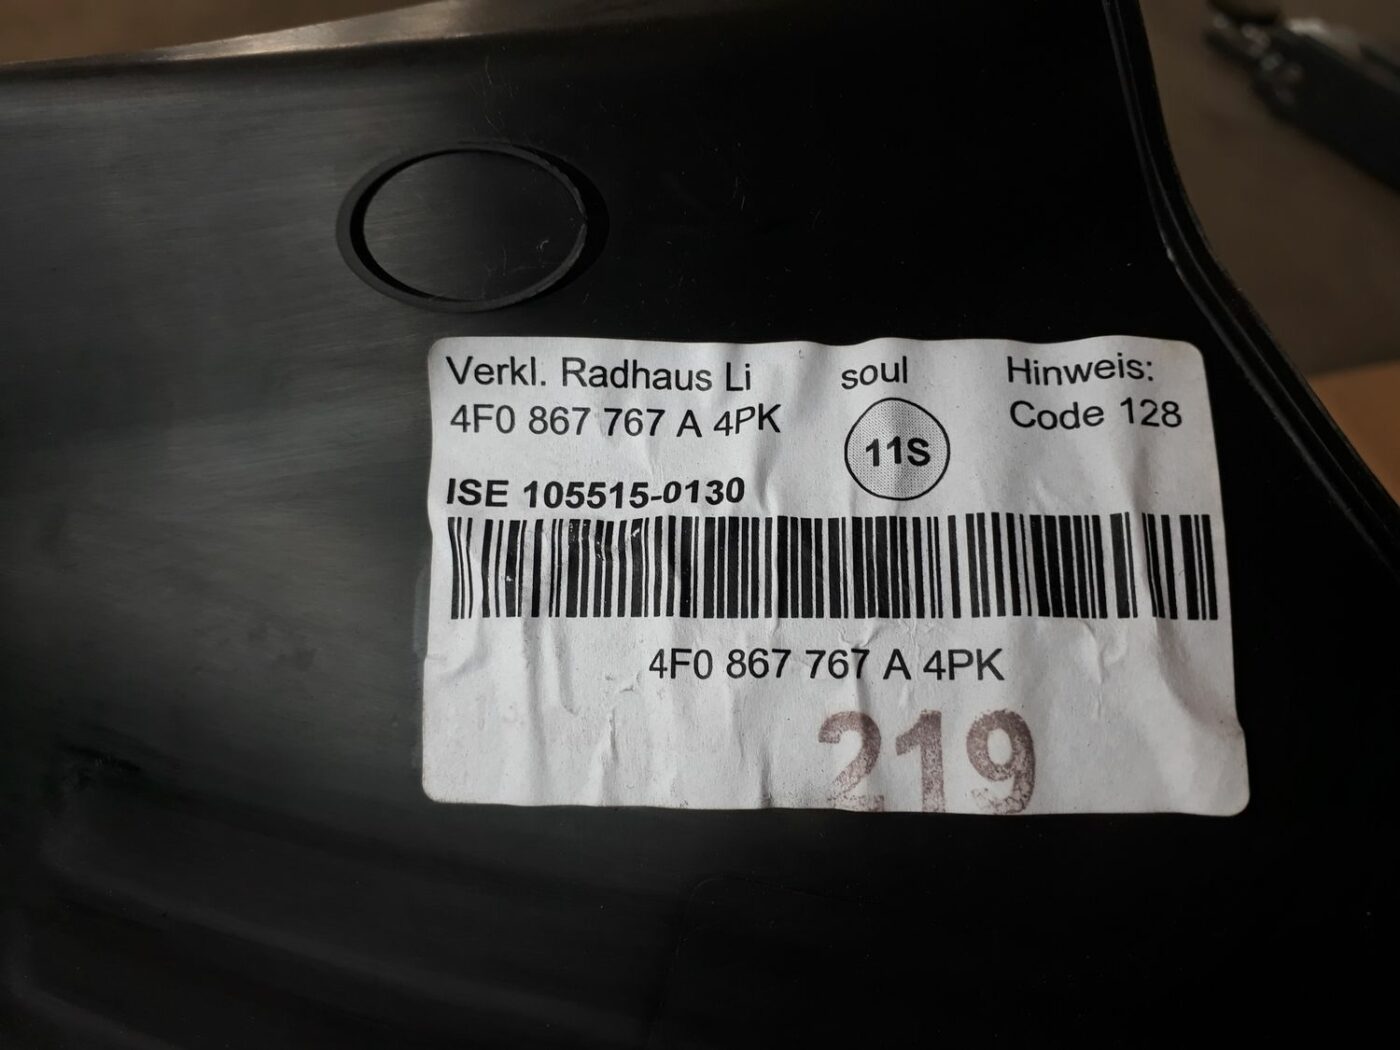 Verkl. Radhaus Li
4F0 867 767 A 4PK
soul
11S
Hinweis:
Code 128
ISE 105515-0130
4F0 867 767 A 4PK
219